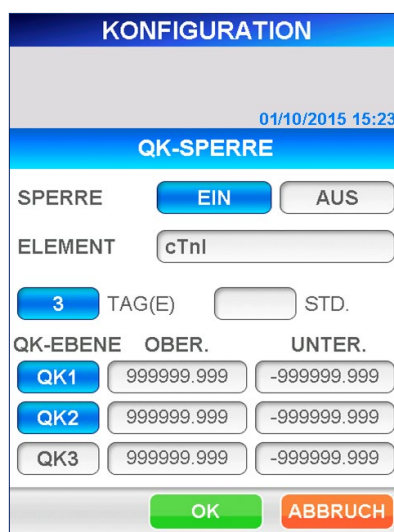 KONFIGURATION
01/10/2015 15:23
QK-SPERRE
SPERRE EIN AUS
ELEMENT cTnI
3 TAG(E) STD.
QK-EBENE OBER. UNTER.
QK1 999999.999 -999999.999
QK2 999999.999 -999999.999
QK3 999999.999 -999999.999
OK ABBRUCH